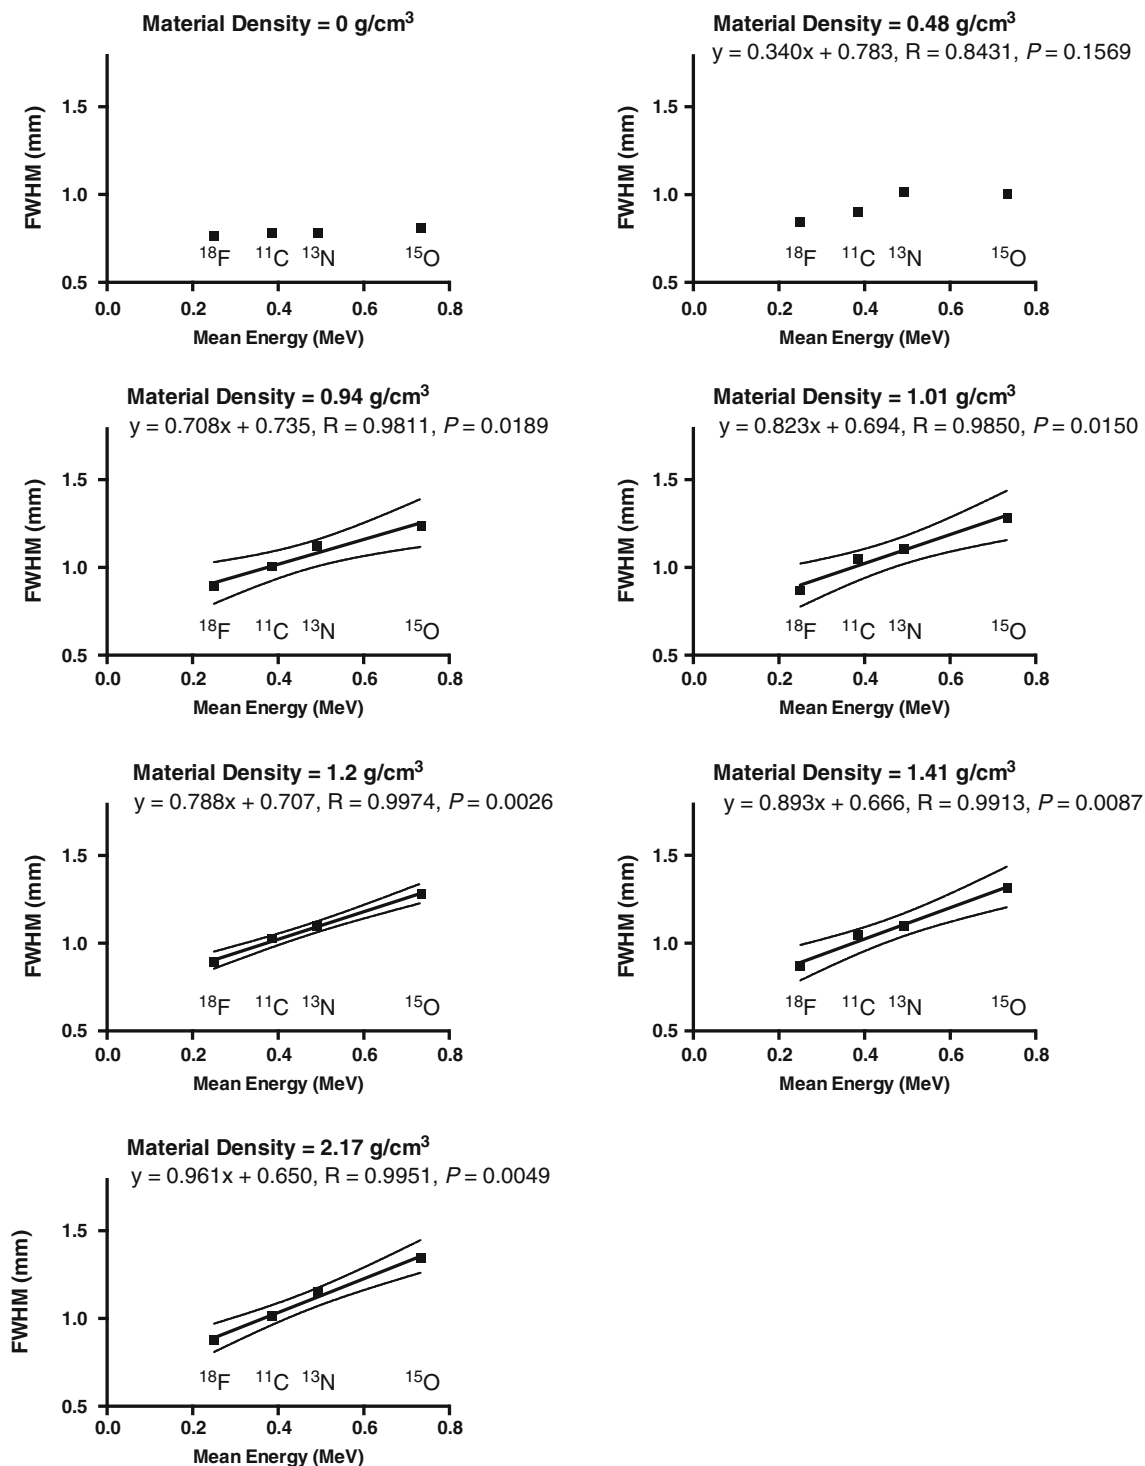 Material Density = 0 g/cm³
FWHM (mm)
1.5
1.0
0.5
¹⁸F ¹¹C ¹³N ¹⁵O
0.0 0.2 0.4 0.6 0.8
Mean Energy (MeV)
Material Density = 0.48 g/cm³
y = 0.340x + 0.783, R = 0.8431, P = 0.1569
FWHM (mm)
1.5
1.0
0.5
¹⁸F ¹¹C ¹³N ¹⁵O
0.0 0.2 0.4 0.6 0.8
Mean Energy (MeV)
Material Density = 0.94 g/cm³
y = 0.708x + 0.735, R = 0.9811, P = 0.0189
FWHM (mm)
1.5
1.0
0.5
¹⁸F ¹¹C ¹³N ¹⁵O
0.0 0.2 0.4 0.6 0.8
Mean Energy (MeV)
Material Density = 1.01 g/cm³
y = 0.823x + 0.694, R = 0.9850, P = 0.0150
FWHM (mm)
1.5
1.0
0.5
¹⁸F ¹¹C ¹³N ¹⁵O
0.0 0.2 0.4 0.6 0.8
Mean Energy (MeV)
Material Density = 1.2 g/cm³
y = 0.788x + 0.707, R = 0.9974, P = 0.0026
FWHM (mm)
1.5
1.0
0.5
¹⁸F ¹¹C ¹³N ¹⁵O
0.0 0.2 0.4 0.6 0.8
Mean Energy (MeV)
Material Density = 1.41 g/cm³
y = 0.893x + 0.666, R = 0.9913, P = 0.0087
FWHM (mm)
1.5
1.0
0.5
¹⁸F ¹¹C ¹³N ¹⁵O
0.0 0.2 0.4 0.6 0.8
Mean Energy (MeV)
Material Density = 2.17 g/cm³
y = 0.961x + 0.650, R = 0.9951, P = 0.0049
FWHM (mm)
1.5
1.0
0.5
¹⁸F ¹¹C ¹³N ¹⁵O
0.0 0.2 0.4 0.6 0.8
Mean Energy (MeV)